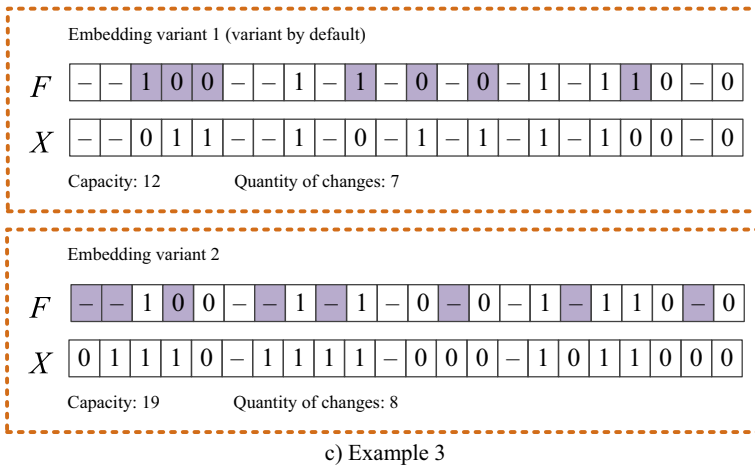 Embedding variant 1 (variant by default)
F – – 1 0 0 – – 1 – 1 – 0 – 0 – 1 – 1 1 0 – 0
X – – 0 1 1 – – 1 – 0 – 1 – 1 – 1 – 1 0 0 – 0
Capacity: 12 Quantity of changes: 7
Embedding variant 2
F – – 1 0 0 – – 1 – 1 – 0 – 0 – 1 – 1 1 0 – 0
X 0 1 1 1 0 – 1 1 1 1 – 0 0 0 – 1 0 1 1 0 0 0
Capacity: 19 Quantity of changes: 8
c) Example 3